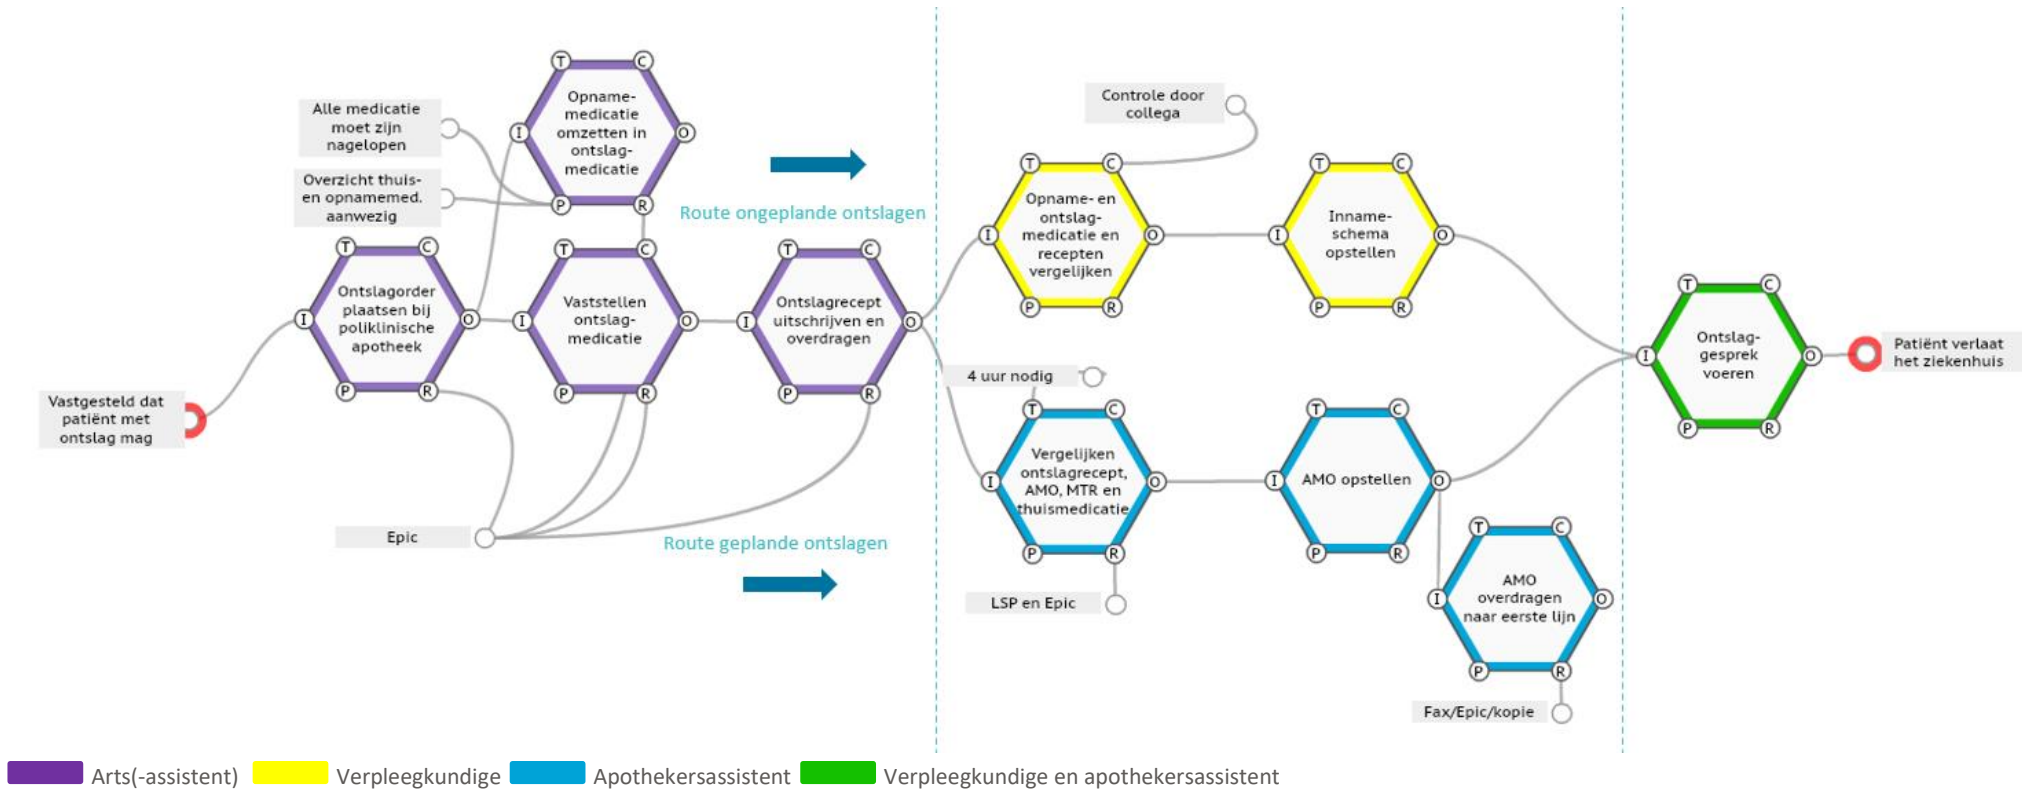 Alle medicatie
moet zijn
nagelopen
Overzicht thuis-
en opnamemed.
aanwezig
T
C
I
Opname-
medicatie
omzetten in
ontslag-
medicatie
O
P
R
Vastgesteld dat
patiënt met
ontslag mag
T
C
I
Ontslagorder
plaatsen bij
poliklinische
apotheek
O
P
R
T
C
I
Vaststellen
ontslag-
medicatie
O
P
R
T
C
I
Ontslagrecept
uitschrijven en
overdragen
O
P
R
Epic
Route ongeplande ontslagen
Route geplande ontslagen
Controle door
collega
T
C
I
Opname- en
ontslag-
medicatie en
recepten
vergelijken
O
P
R
T
C
I
Inname-
schema
opstellen
O
P
R
4 uur nodig
T
C
I
Vergelijken
ontslagrecept,
AMO, MTR en
thuismedicatie
O
P
R
LSP en Epic
T
C
I
AMO opstellen
O
P
R
T
C
I
AMO
overdragen
naar eerste lijn
O
P
R
Fax/Epic/kopie
T
C
I
Ontslag-
gesprek
voeren
O
P
R
Patiënt verlaat
het ziekenhuis
Arts(-assistent)
Verpleegkundige
Apothekersassistent
Verpleegkundige en apothekersassistent